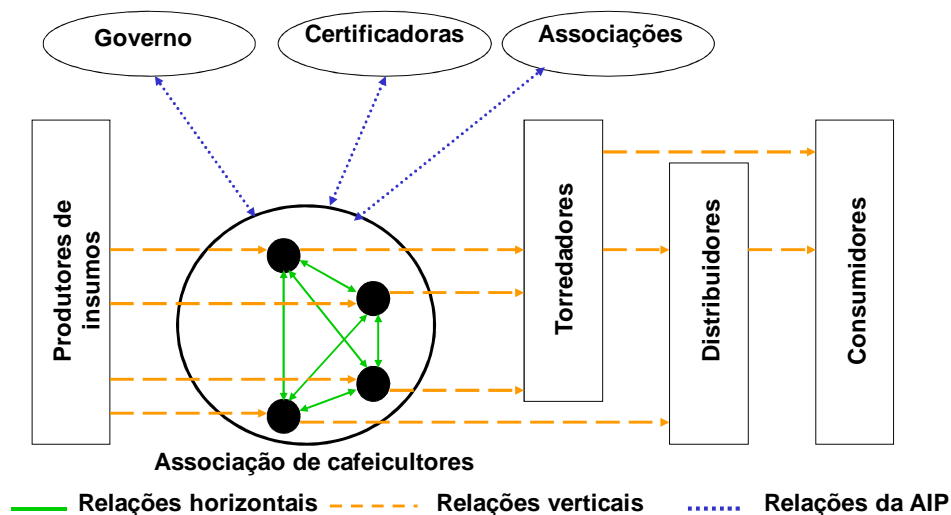 Governo
Certificadoras
Associações
Produtores de
insumos
Torredadores
Distribuidores
Consumidores
Associação de cafeicultores
Relações horizontais
Relações verticais
Relações da AIP